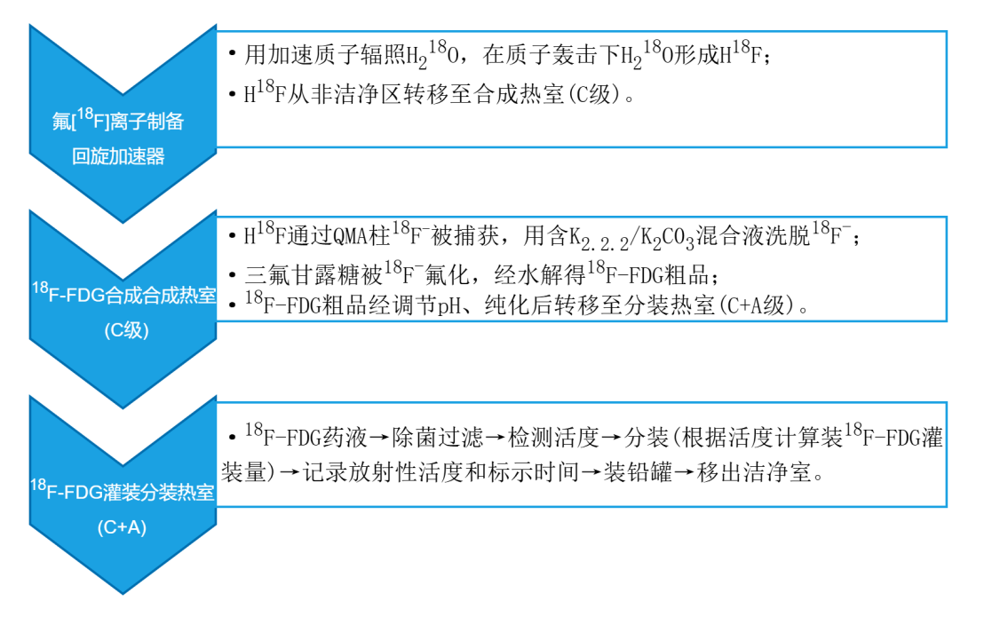 氟[¹⁸F]离子制备
回旋加速器
• 用加速质子辐照H₂¹⁸O，在质子轰击下H₂¹⁸O形成H¹⁸F；
• H¹⁸F从非洁净区转移至合成热室(C级)。
¹⁸F-FDG合成合成热室
(C级)
• H¹⁸F通过QMA柱¹⁸F⁻被捕获，用含K₂.₂.₂/K₂CO₃混合液洗脱¹⁸F⁻；
• 三氟甘露糖被¹⁸F⁻氟化，经水解得¹⁸F-FDG粗品；
• ¹⁸F-FDG粗品经调节pH、纯化后转移至分装热室(C+A级)。
¹⁸F-FDG灌装分装热室
(C+A)
• ¹⁸F-FDG药液→除菌过滤→检测活度→分装(根据活度计算装¹⁸F-FDG灌
装量)→记录放射性活度和标示时间→装铅罐→移出洁净室。